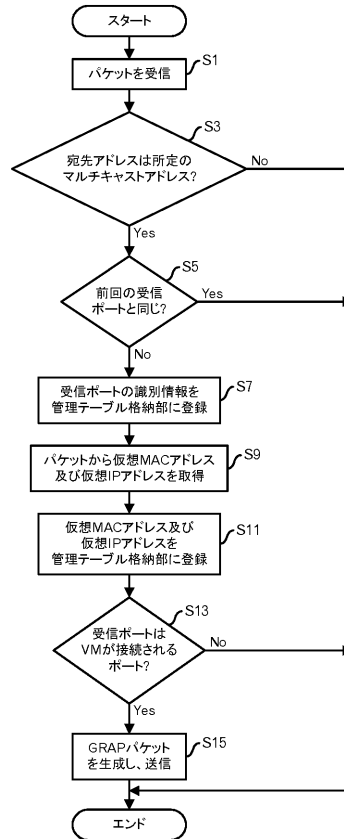 スタート
パケットを受信
S1
宛先アドレスは所定の
マルチキャストアドレス?
S3
No
Yes
前回の受信
ポートと同じ?
S5
Yes
No
受信ポートの識別情報を
管理テーブル格納部に登録
S7
パケットから仮想MACアドレス
及び仮想IPアドレスを取得
S9
仮想MACアドレス及び
仮想IPアドレスを
管理テーブル格納部に登録
S11
受信ポートは
VMが接続される
ポート?
S13
No
Yes
GRAPパケット
を生成し、送信
S15
エンド